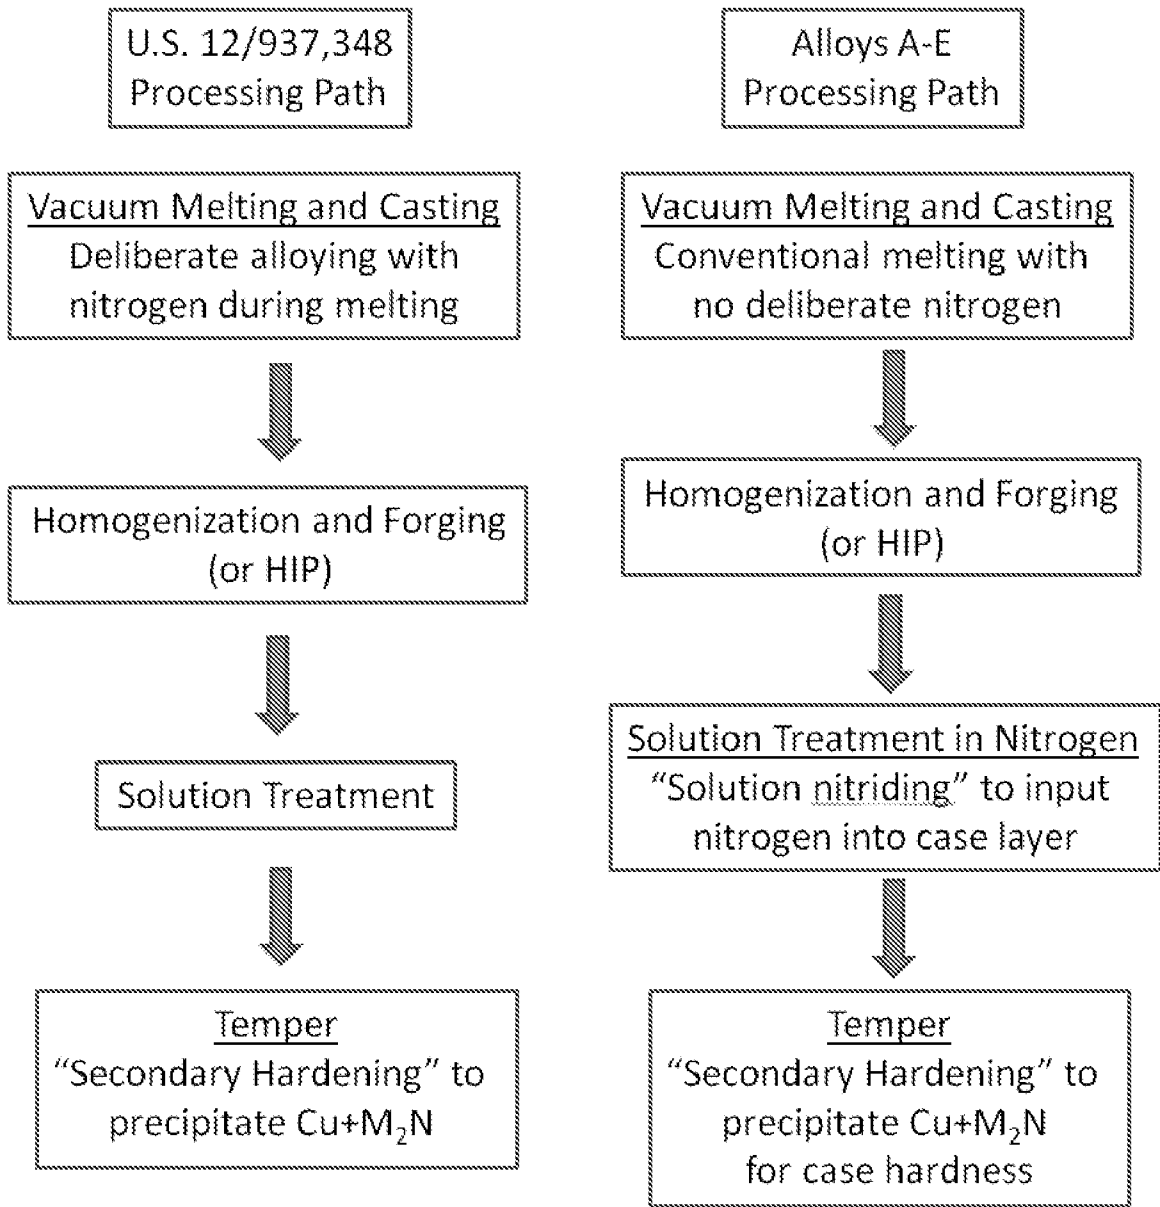 U.S. 12/937,348
Processing Path
Vacuum Melting and Casting
Deliberate alloying with
nitrogen during melting
Homogenization and Forging
(or HIP)
Solution Treatment
Temper
“Secondary Hardening” to
precipitate Cu+M₂N
Alloys A-E
Processing Path
Vacuum Melting and Casting
Conventional melting with
no deliberate nitrogen
Homogenization and Forging
(or HIP)
Solution Treatment in Nitrogen
“Solution nitriding” to input
nitrogen into case layer
Temper
“Secondary Hardening” to
precipitate Cu+M₂N
for case hardness